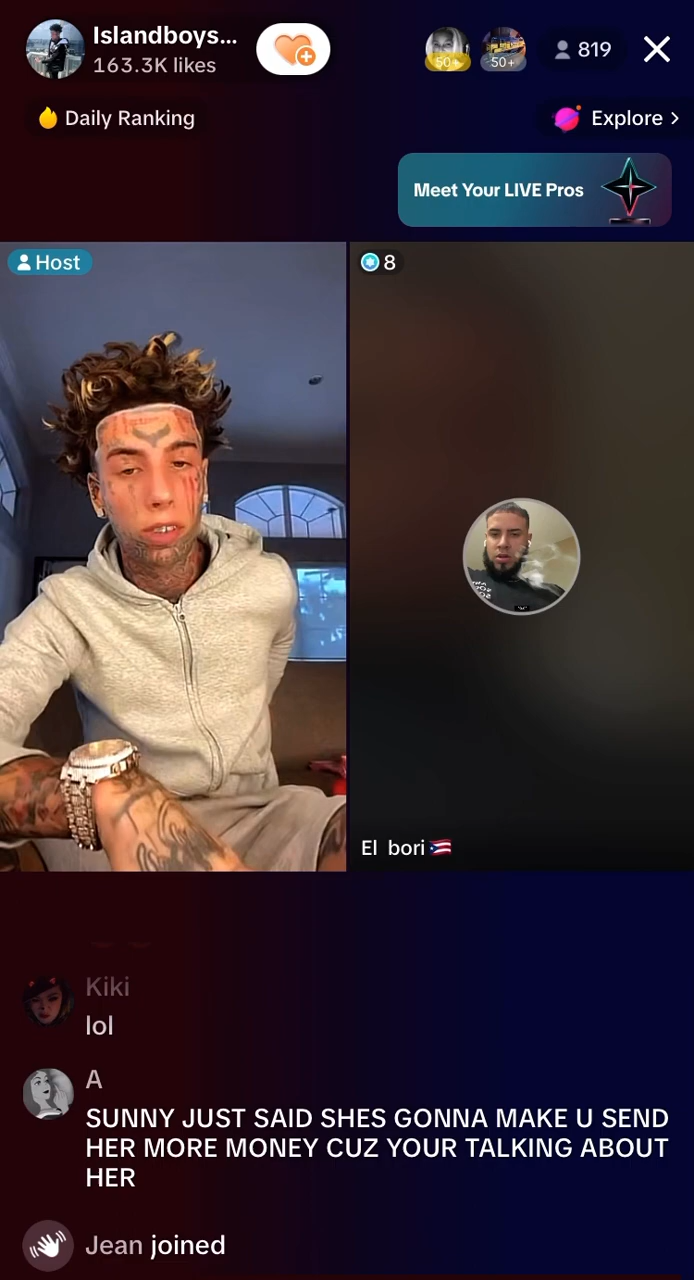 Islandboys...
163.3K likes
50+
50+
819
Daily Ranking
Explore >
Meet Your LIVE Pros
Host
8
El bori 🇵🇷
Kiki
lol
A
SUNNY JUST SAID SHES GONNA MAKE U SEND
HER MORE MONEY CUZ YOUR TALKING ABOUT
HER
Jean joined